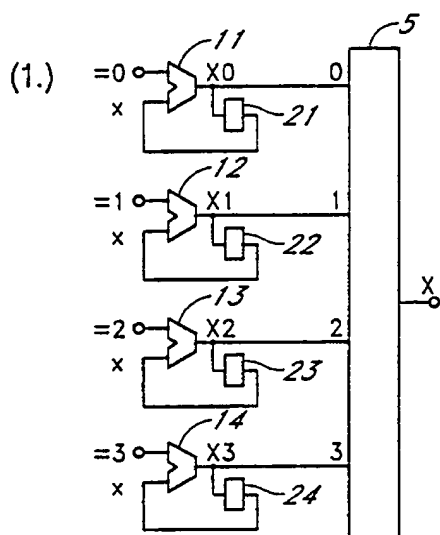 11 5
(1.) =0 X0 0
x 21
12
=1 X1 1
x 22
X
13
=2 X2 2
x 23
14
=3 X3 3
x 24